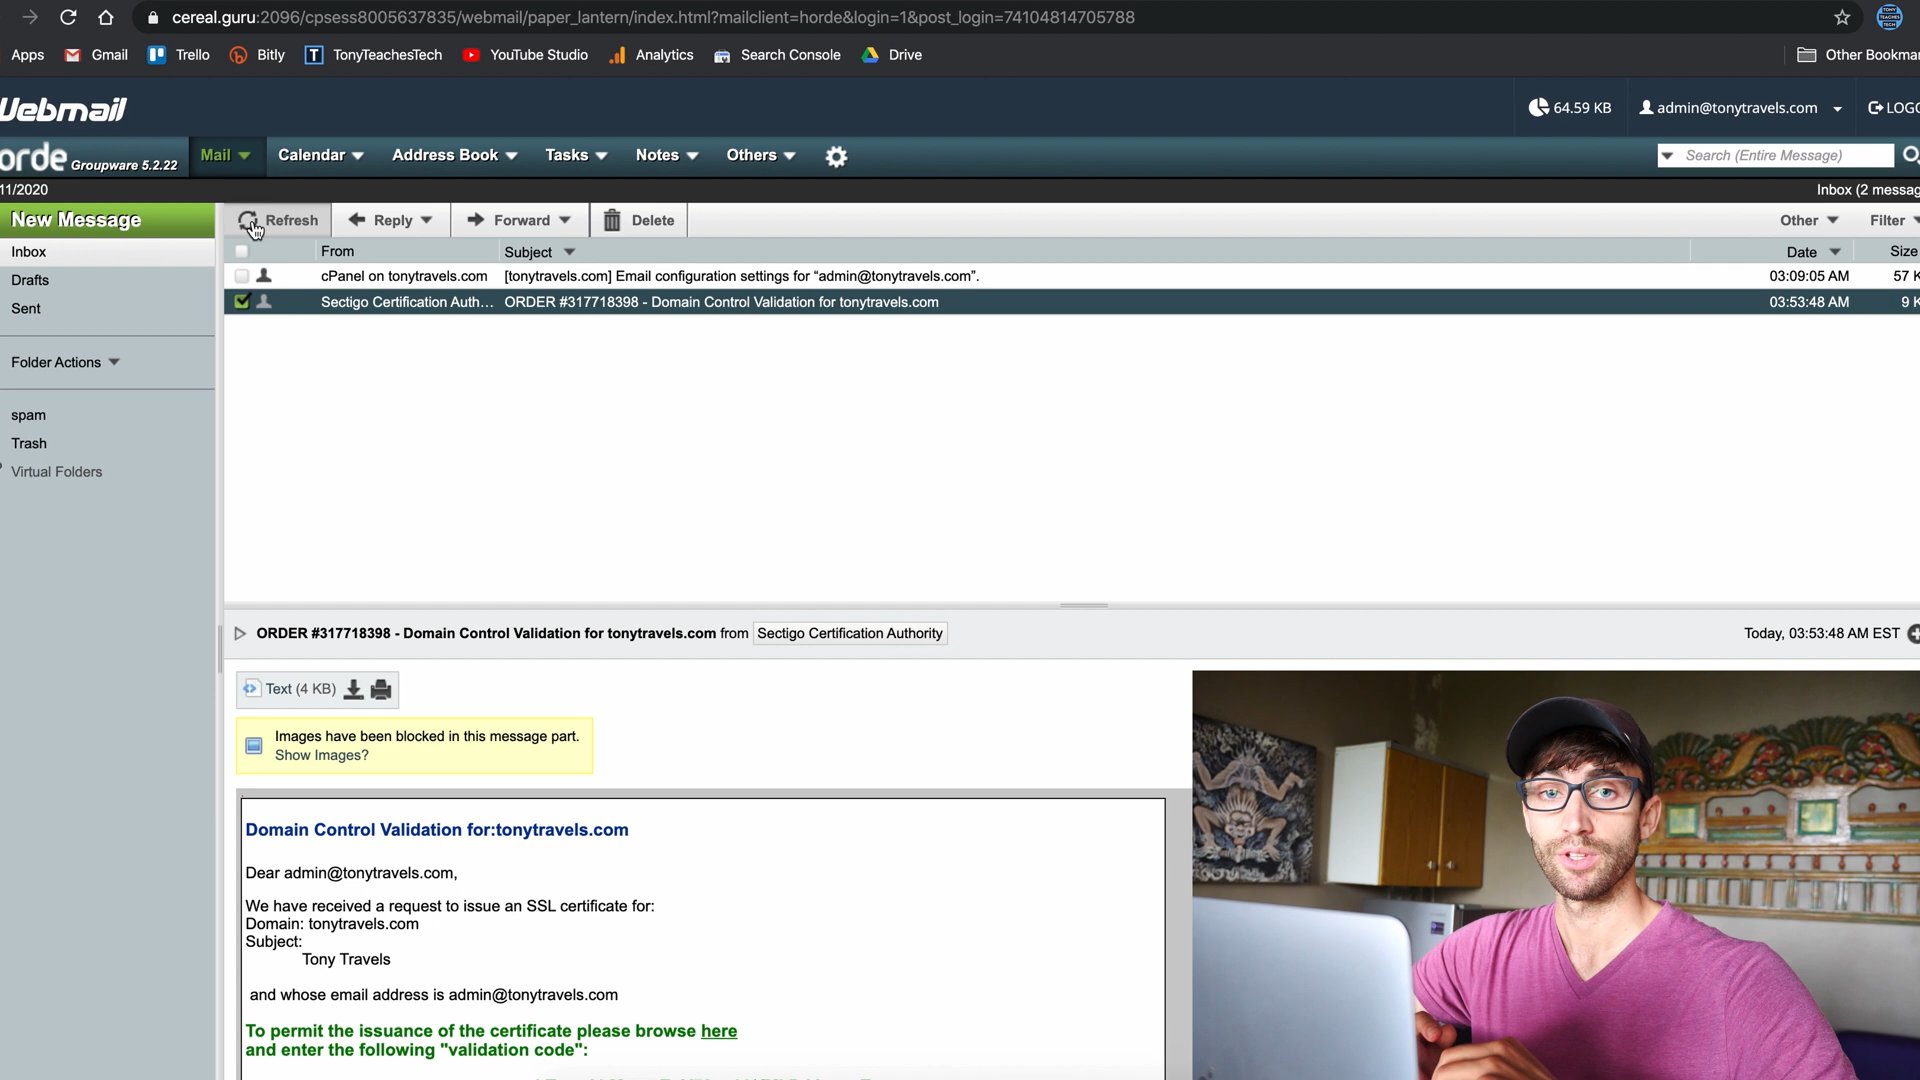 cereal.guru:2096/cpsess8005637835/webmail/paper_lantern/index.html?mailclient=horde&login=1&post_login=74104814705788
Apps Gmail Trello Bitly T TonyTeachesTech YouTube Studio Analytics Search Console Drive Other Bookmar
TONY TEACHES TECH
Webmail 64.59 KB admin@tonytravels.com LOGO
orde Groupware 5.2.22 Mail Calendar Address Book Tasks Notes Others Search (Entire Message)
11/2020 Inbox (2 messag
New Message Refresh Reply Forward Delete Other Filter
Inbox From Subject Date Size
cPanel on tonytravels.com [tonytravels.com] Email configuration settings for “admin@tonytravels.com”. 03:09:05 AM 57 K
Drafts
Sectigo Certification Auth... ORDER #317718398 - Domain Control Validation for tonytravels.com 03:53:48 AM 9 K
Sent
Folder Actions
spam
Trash
Virtual Folders
ORDER #317718398 - Domain Control Validation for tonytravels.com from Sectigo Certification Authority Today, 03:53:48 AM EST
Text (4 KB)
Images have been blocked in this message part.
Show Images?
Domain Control Validation for:tonytravels.com
Dear admin@tonytravels.com,
We have received a request to issue an SSL certificate for:
Domain: tonytravels.com
Subject:
Tony Travels
and whose email address is admin@tonytravels.com
To permit the issuance of the certificate please browse here
and enter the following "validation code":